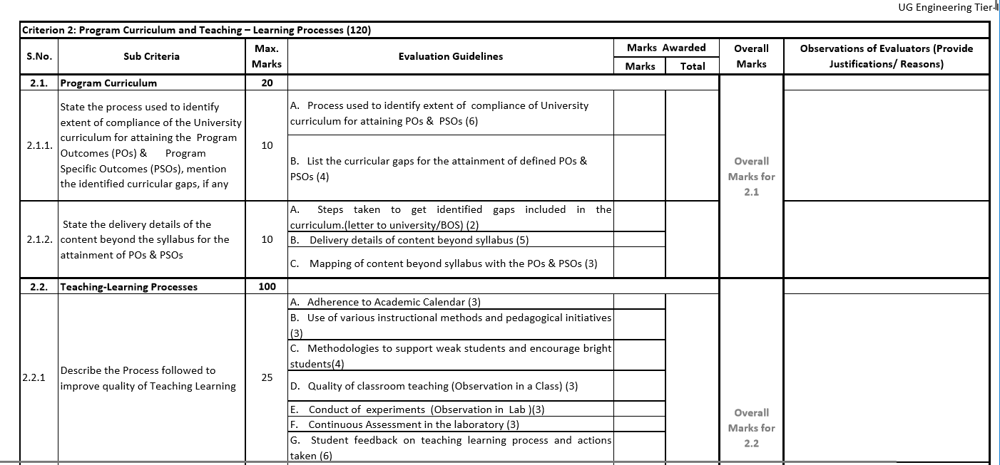 UG Engineering Tier-I
Criterion 2: Program Curriculum and Teaching – Learning Processes (120)
S.No.
Sub Criteria
Max.
Marks
Evaluation Guidelines
Marks Awarded
Marks
Total
Overall
Marks
Observations of Evaluators (Provide
Justifications/ Reasons)
2.1.
Program Curriculum
20
2.1.1.
State the process used to identify
extent of compliance of the University
curriculum for attaining the Program
Outcomes (POs) & Program
Specific Outcomes (PSOs), mention
the identified curricular gaps, if any
10
A. Process used to identify extent of compliance of University
curriculum for attaining POs & PSOs (6)
B. List the curricular gaps for the attainment of defined POs &
PSOs (4)
Overall
Marks for
2.1
2.1.2.
State the delivery details of the
content beyond the syllabus for the
attainment of POs & PSOs
10
A. Steps taken to get identified gaps included in the
curriculum.(letter to university/BOS) (2)
B. Delivery details of content beyond syllabus (5)
C. Mapping of content beyond syllabus with the POs & PSOs (3)
2.2.
Teaching-Learning Processes
100
2.2.1
Describe the Process followed to
improve quality of Teaching Learning
25
A. Adherence to Academic Calendar (3)
B. Use of various instructional methods and pedagogical initiatives
(3)
C. Methodologies to support weak students and encourage bright
students(4)
D. Quality of classroom teaching (Observation in a Class) (3)
E. Conduct of experiments (Observation in Lab )(3)
F. Continuous Assessment in the laboratory (3)
G. Student feedback on teaching learning process and actions
taken (6)
Overall
Marks for
2.2